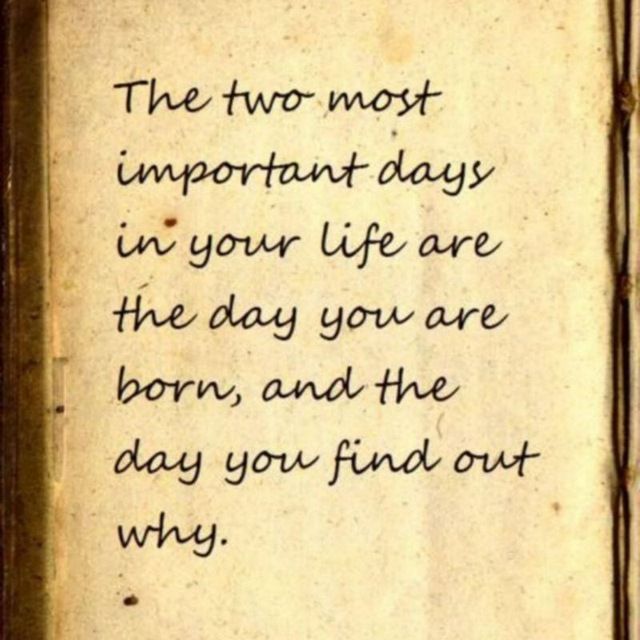 The two most
important days
in your life are
the day you are
born, and the
day you find out
why.